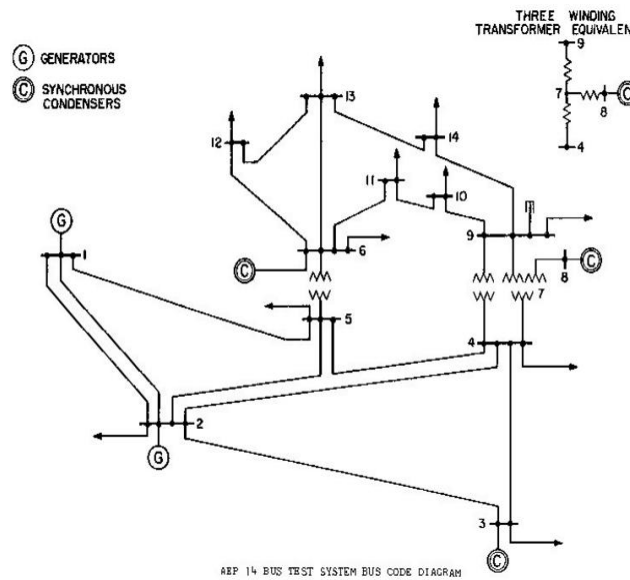 THREE WINDING
TRANSFORMER EQUIVALEN
9
7
C
8
4
G GENERATORS
C SYNCHRONOUS
CONDENSERS
13
14
12
11
10
9
G
1
C
6
8
C
7
5
4
2
G
3
C
AEP 14 BUS TEST SYSTEM BUS CODE DIAGRAM